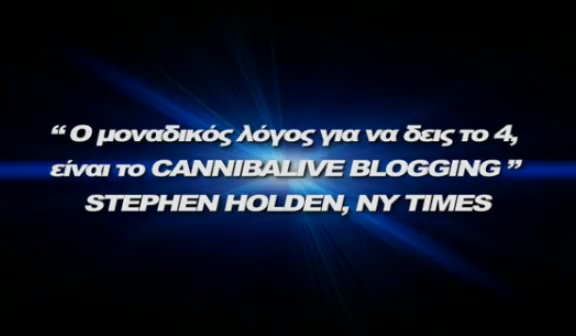 “ Ο μοναδικός λόγος για να δεις το 4,
είναι το CANNIBALIVE BLOGGING ”
STEPHEN HOLDEN, NY TIMES